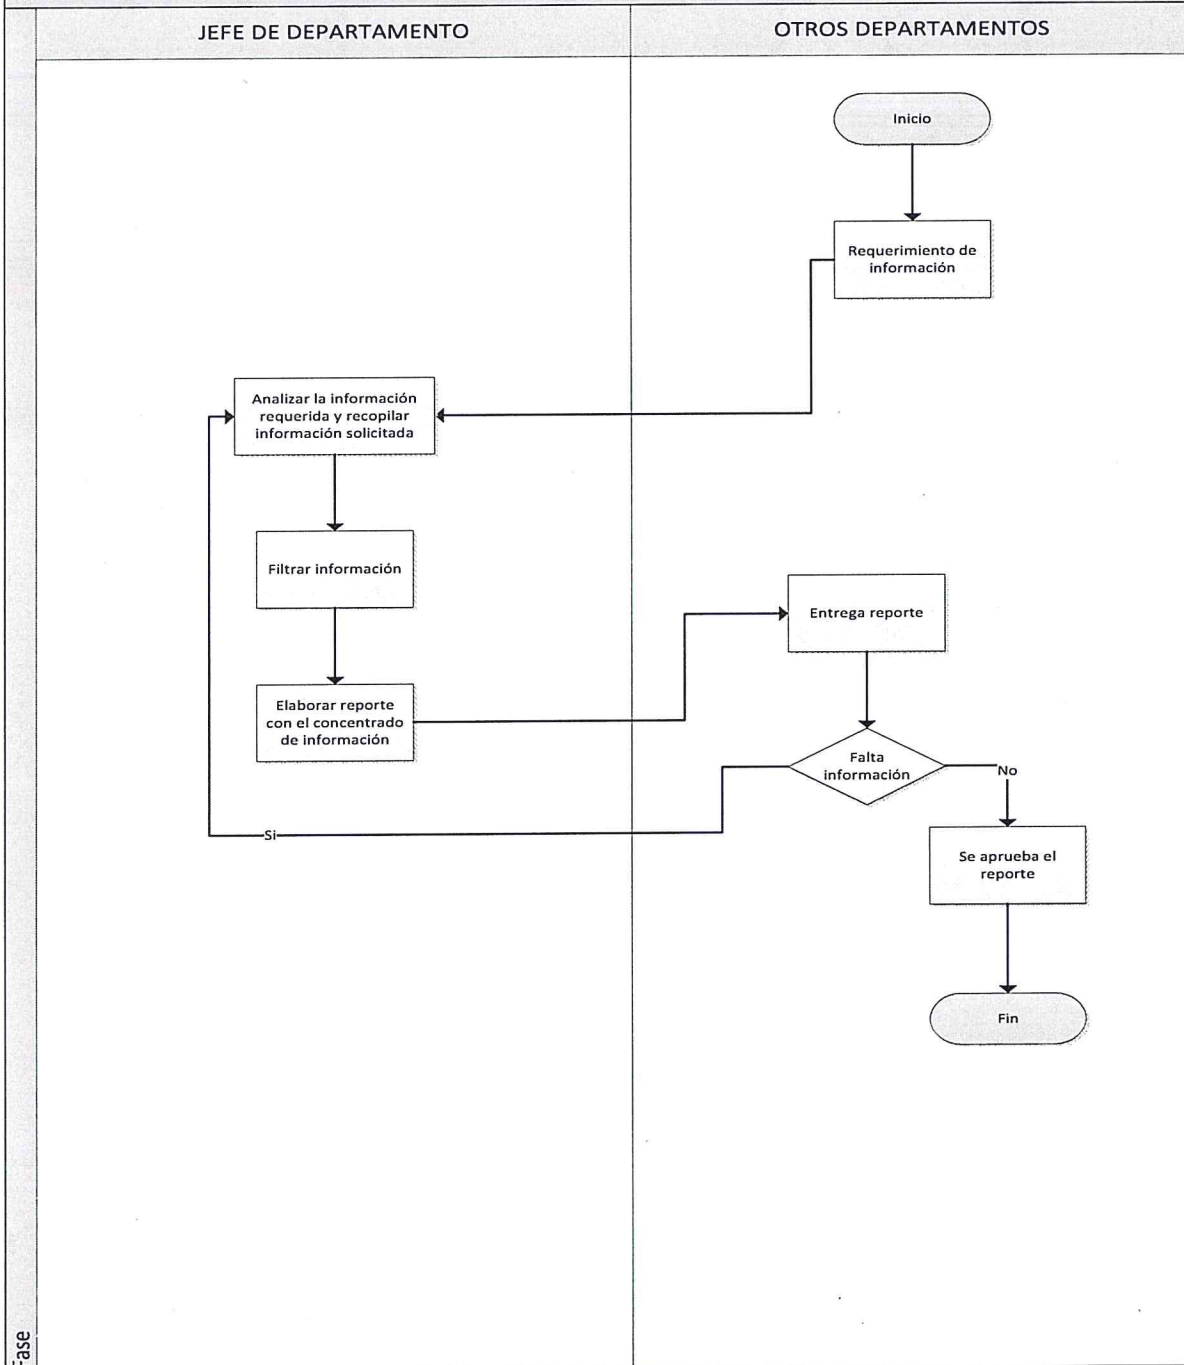 JEFE DE DEPARTAMENTO
OTROS DEPARTAMENTOS
Inicio
Requerimiento de
información
Analizar la información
requerida y recopilar
información solicitada
Filtrar información
Entrega reporte
Elaborar reporte
con el concentrado
de información
Falta
información
No
Si
Se aprueba el
reporte
Fin
Fase